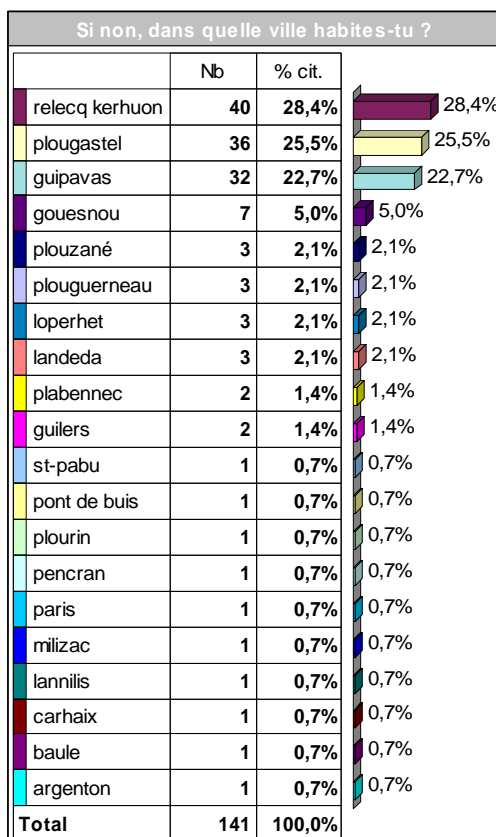 Si non, dans quelle ville habites-tu ?
Nb % cit.
relecq kerhuon 40 28,4% 28,4%
plougastel 36 25,5% 25,5%
guipavas 32 22,7% 22,7%
gouesnou 7 5,0% 5,0%
plouzané 3 2,1% 2,1%
plouguerneau 3 2,1% 2,1%
loperhet 3 2,1% 2,1%
landeda 3 2,1% 2,1%
plabennec 2 1,4% 1,4%
guilers 2 1,4% 1,4%
st-pabu 1 0,7% 0,7%
pont de buis 1 0,7% 0,7%
plourin 1 0,7% 0,7%
pencran 1 0,7% 0,7%
paris 1 0,7% 0,7%
milizac 1 0,7% 0,7%
lannilis 1 0,7% 0,7%
carhaix 1 0,7% 0,7%
baule 1 0,7% 0,7%
argenton 1 0,7% 0,7%
Total 141 100,0%